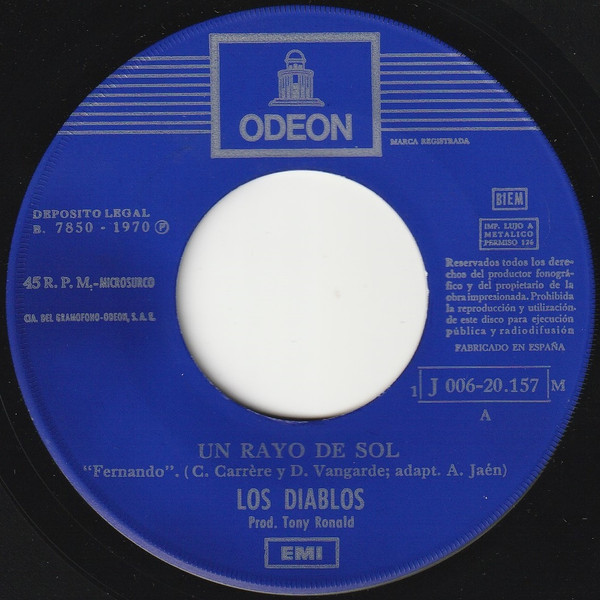 ODEON
MARCA REGISTRADA
DEPOSITO LEGAL
B. 7850 - 1970 Ⓟ
45 R. P. M.-MICROSURCO
CIA. DEL GRAMOFONO-ODEON, S. A. E.
BIEM
IMP. LUJO A
METALICO
PERMISO 126
Reservados todos los dere-
chos del productor fonográ-
fico y del propietario de la
obra impresionada. Prohibida
la reproducción y utilización
de este disco para ejecución
pública y radiodifusión
FABRICADO EN ESPAÑA
1 J 006-20.157 M
A
UN RAYO DE SOL
"Fernando". (C. Carrère y D. Vangarde; adapt. A. Jaén)
LOS DIABLOS
Prod. Tony Ronald
EMI